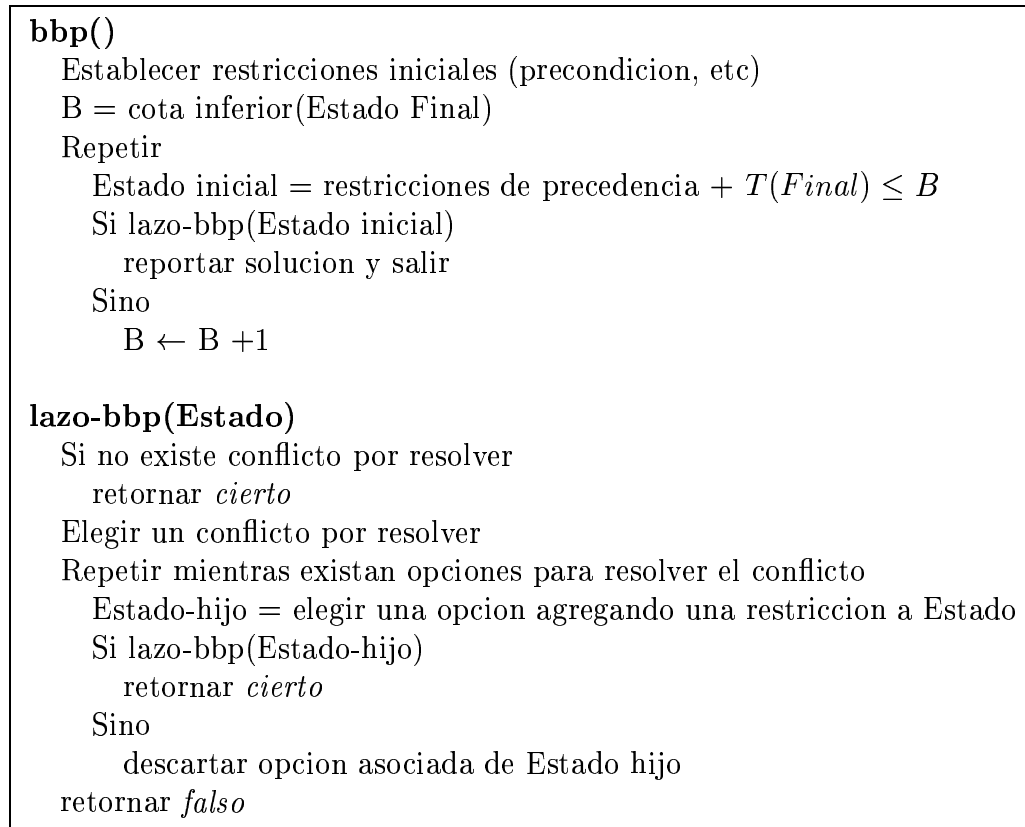 bbp()
Establecer restricciones iniciales (precondicion, etc)
B = cota inferior(Estado Final)
Repetir
Estado inicial = restricciones de precedencia + T(Final) ≤ B
Si lazo-bbp(Estado inicial)
reportar solucion y salir
Sino
B ← B +1
lazo-bbp(Estado)
Si no existe conflicto por resolver
retornar cierto
Elegir un conflicto por resolver
Repetir mientras existan opciones para resolver el conflicto
Estado-hijo = elegir una opcion agregando una restriccion a Estado
Si lazo-bbp(Estado-hijo)
retornar cierto
Sino
descartar opcion asociada de Estado hijo
retornar falso